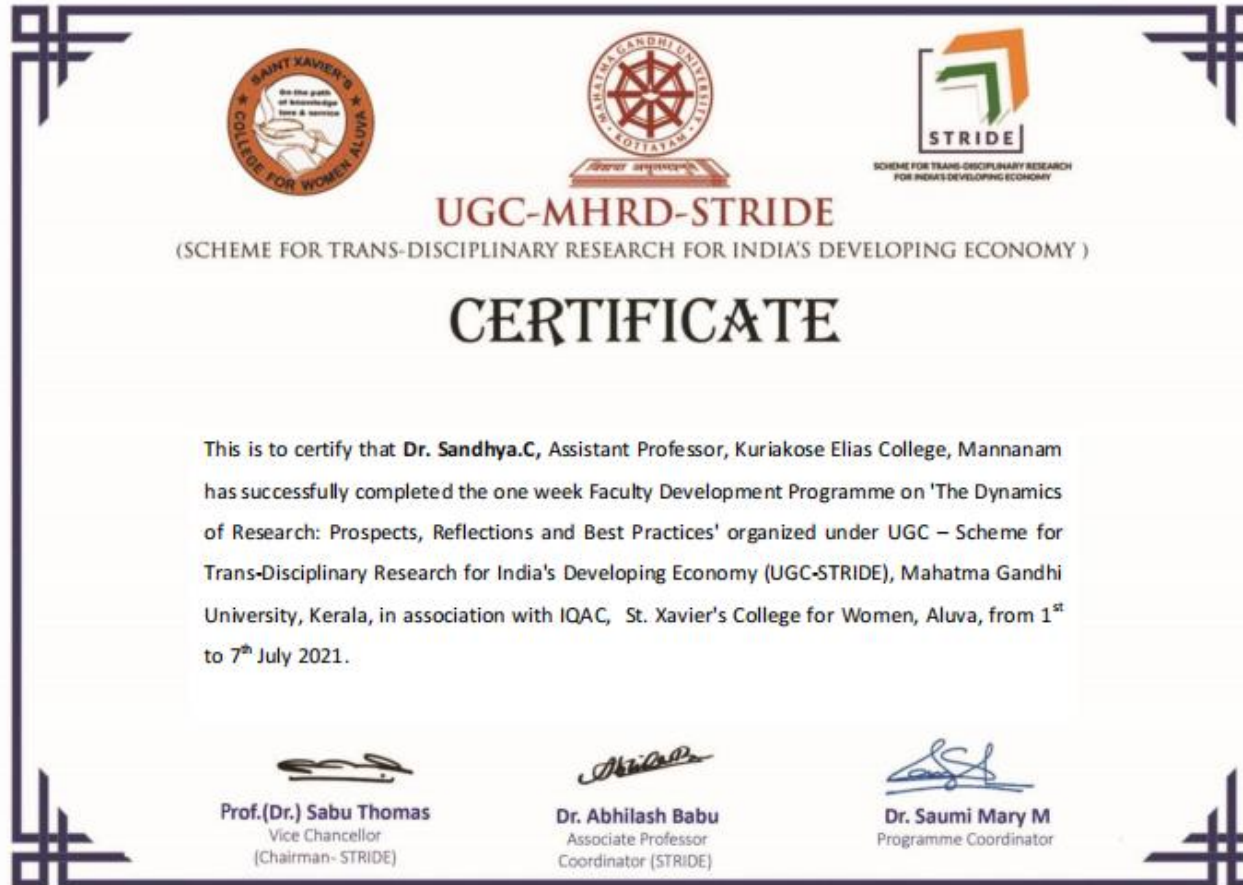 SAINT XAVIER'S
COLLEGE FOR WOMEN ALUVA
On the path
of knowledge
love & service
MAHATMA GANDHI UNIVERSITY
KOTTAYAM
विद्यया अमृतमश्नुते
STRIDE
SCHEME FOR TRANS-DISCIPLINARY RESEARCH
FOR INDIA'S DEVELOPING ECONOMY
UGC-MHRD-STRIDE
(SCHEME FOR TRANS-DISCIPLINARY RESEARCH FOR INDIA'S DEVELOPING ECONOMY )
CERTIFICATE
This is to certify that Dr. Sandhya.C, Assistant Professor, Kuriakose Elias College, Mannanam
has successfully completed the one week Faculty Development Programme on 'The Dynamics
of Research: Prospects, Reflections and Best Practices' organized under UGC – Scheme for
Trans-Disciplinary Research for India's Developing Economy (UGC-STRIDE), Mahatma Gandhi
University, Kerala, in association with IQAC, St. Xavier's College for Women, Aluva, from 1st
to 7th July 2021.
Prof.(Dr.) Sabu Thomas
Vice Chancellor
(Chairman- STRIDE)
Dr. Abhilash Babu
Associate Professor
Coordinator (STRIDE)
Dr. Saumi Mary M
Programme Coordinator